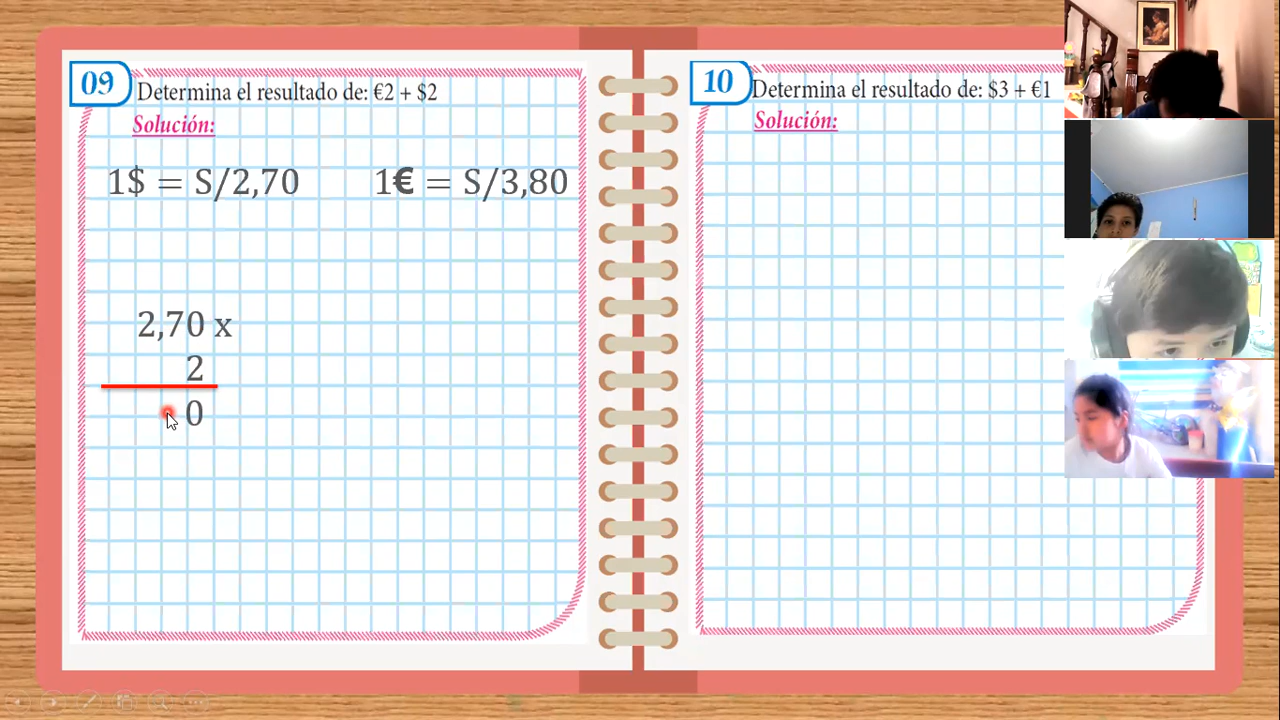 09
Determina el resultado de: €2 + $2
Solución:
1$ = S/2,70
1€ = S/3,80
2,70 x
2
0
10
Determina el resultado de: $3 + €1
Solución: